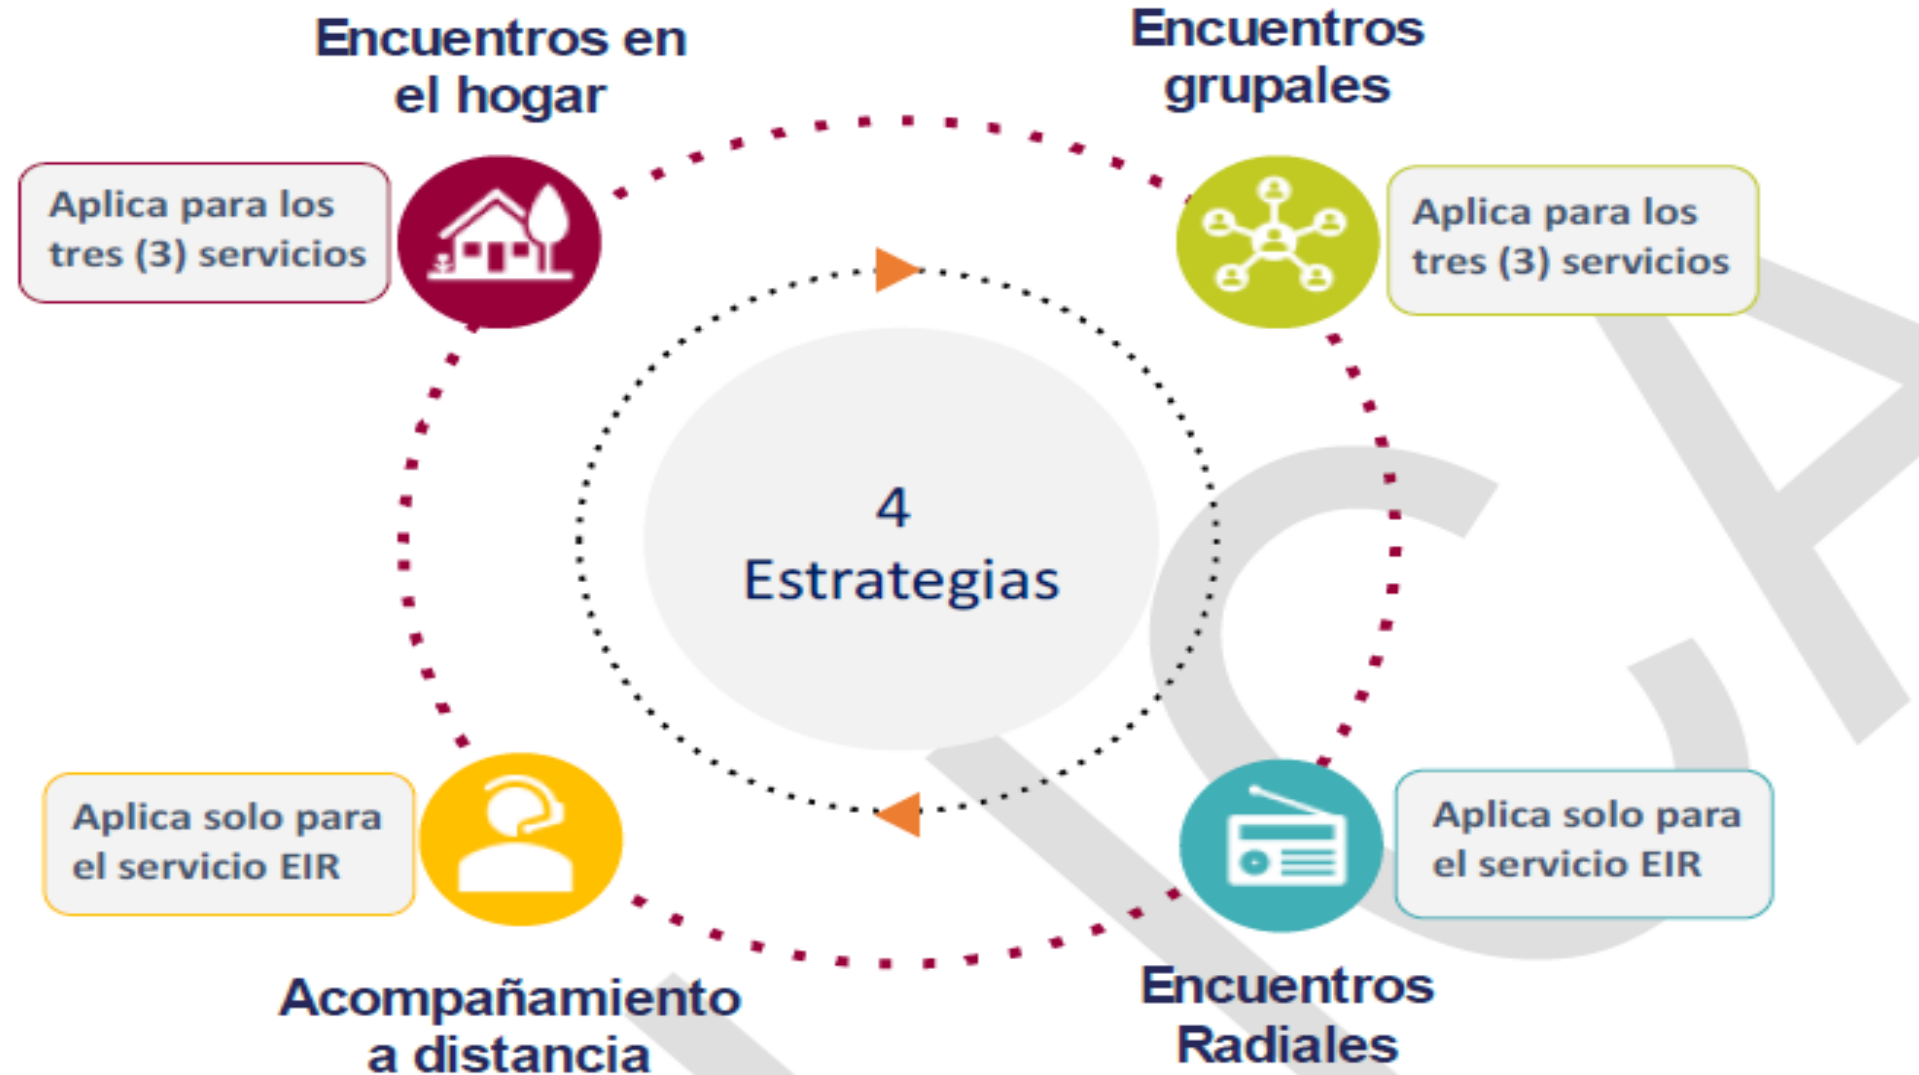 Encuentros en
el hogar
Encuentros
grupales
Aplica para los
tres (3) servicios
Aplica para los
tres (3) servicios
4
Estrategias
Aplica solo para
el servicio EIR
Aplica solo para
el servicio EIR
Acompañamiento
a distancia
Encuentros
Radiales